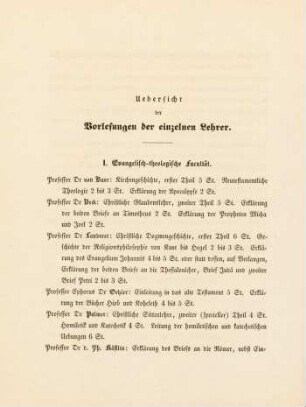 Uebersicht
der
Vorlesungen der einzelnen Lehrer.
I. Evangelisch-theologische Facultät.
Professor Dr von Baur: Kirchengeschichte, erster Theil 5 St. Neutestamentliche
Theologie 2 bis 3 St. Erklärung der Apokalypse 2 St.
Professor Dr Beck: Christliche Glaubenslehre, zweiter Theil 5 St. Erklärung
der beiden Briefe an Timotheus 2 St. Erklärung der Propheten Micha
und Joel 2 St.
Professor Dr Landerer: Christliche Dogmengeschichte, erster Theil 6 St. Ge-
schichte der Religionsphilosophie von Kant bis Hegel 2 bis 3 St. Erklä-
rung des Evangelium Johannis 4 bis 5 St. oder statt dessen, auf Verlangen,
Erklärung der beiden Briefe an die Thessalonicher, Brief Judä und zweiter
Brief Petri 2 bis 3 St.
Professor Ephorus Dr Oehler: Einleitung in das alte Testament 5 St. Erklä-
rung der Bücher Hiob und Koheleth 4 bis 5 St.
Professor Dr Palmer: Christliche Sittenlehre, zweiter (specieller) Theil 4 St.
Homiletik und Katechetik 4 St. Leitung der homiletischen und katechetischen
Uebungen 6 St.
Professor Dr v. Ph. Köstlin: Erklärung des Briefs an die Römer, nebst Ein-